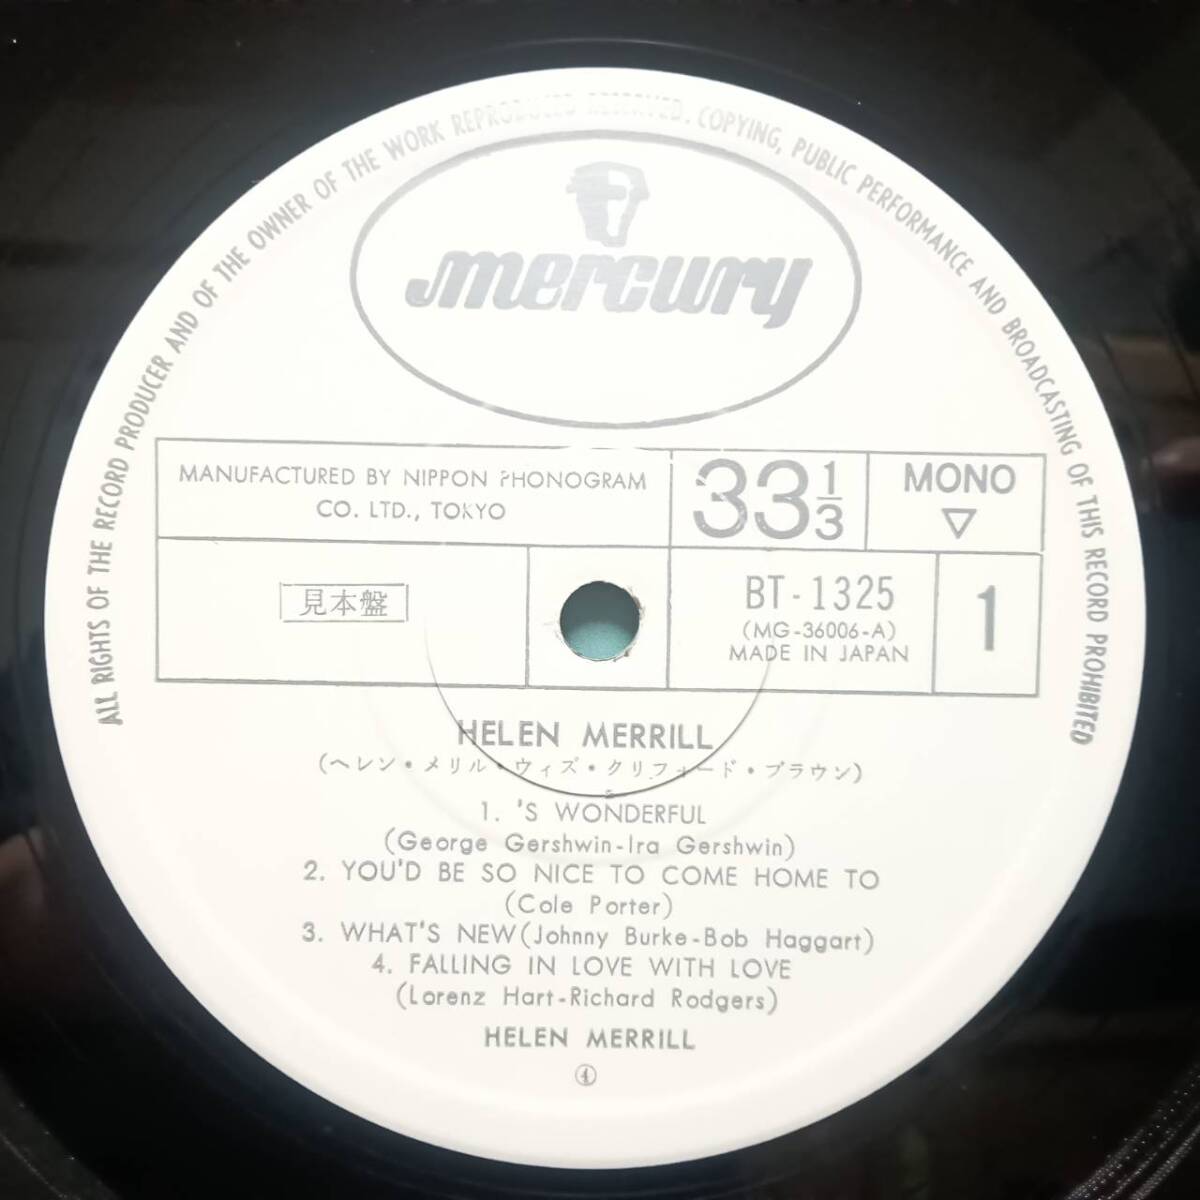 ALL RIGHTS OF THE RECORD PRODUCER AND OF THE OWNER OF THE WORK REPRODUCED RESERVED. COPYING, PUBLIC PERFORMANCE AND BROADCASTING OF THIS RECORD PROHIBITED
mercury
MANUFACTURED BY NIPPON PHONOGRAM
CO. LTD., TOKYO
33 1/3
MONO
▽
見本盤
BT-1325
(MG-36006-A)
MADE IN JAPAN
1
HELEN MERRILL
(ヘレン・メリル・ウィズ・クリフォード・ブラウン)
1. 'S WONDERFUL
(George Gershwin-Ira Gershwin)
2. YOU'D BE SO NICE TO COME HOME TO
(Cole Porter)
3. WHAT'S NEW(Johnny Burke-Bob Haggart)
4. FALLING IN LOVE WITH LOVE
(Lorenz Hart-Richard Rodgers)
HELEN MERRILL
④